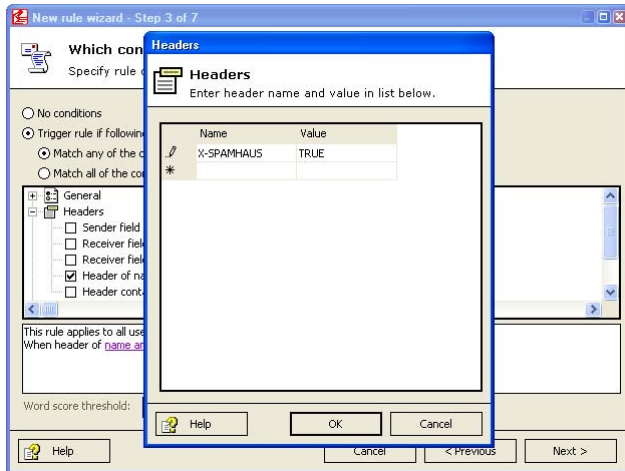 New rule wizard - Step 3 of 7
Which con
Specify rule
No conditions
Trigger rule if following
Match any of the c
Match all of the co
General
Headers
Sender field
Receiver fiel
Receiver fiel
Header of na
Header cont
This rule applies to all use
When header of name an
Word score threshold:
Help
Cancel
< Previous
Next >
Headers
Headers
Enter header name and value in list below.
Name Value
X-SPAMHAUS TRUE
Help
OK
Cancel